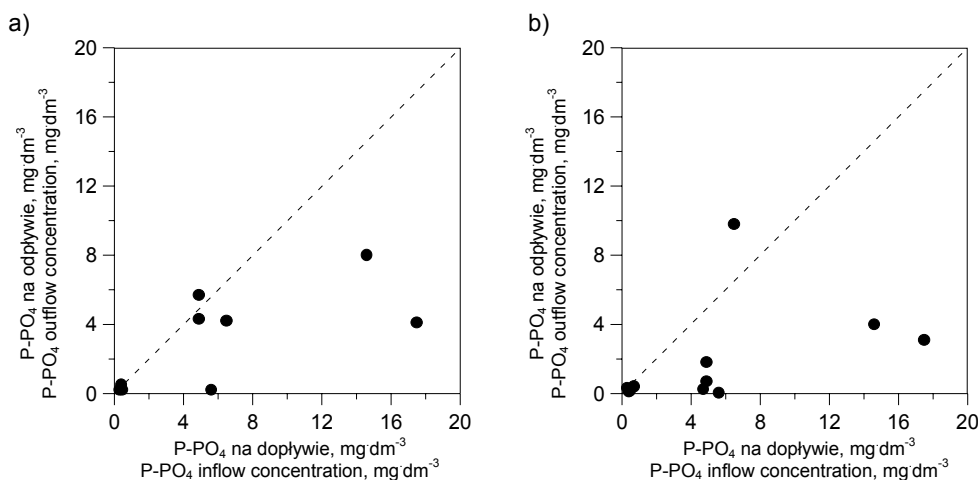 a)
P-PO4 na odpływie, mg·dm-3
P-PO4 outflow concentration, mg·dm-3
20
16
12
8
4
0
0 4 8 12 16 20
P-PO4 na dopływie, mg·dm-3
P-PO4 inflow concentration, mg·dm-3
b)
P-PO4 na odpływie, mg·dm-3
P-PO4 outflow concentration, mg·dm-3
20
16
12
8
4
0
0 4 8 12 16 20
P-PO4 na dopływie, mg·dm-3
P-PO4 inflow concentration, mg·dm-3